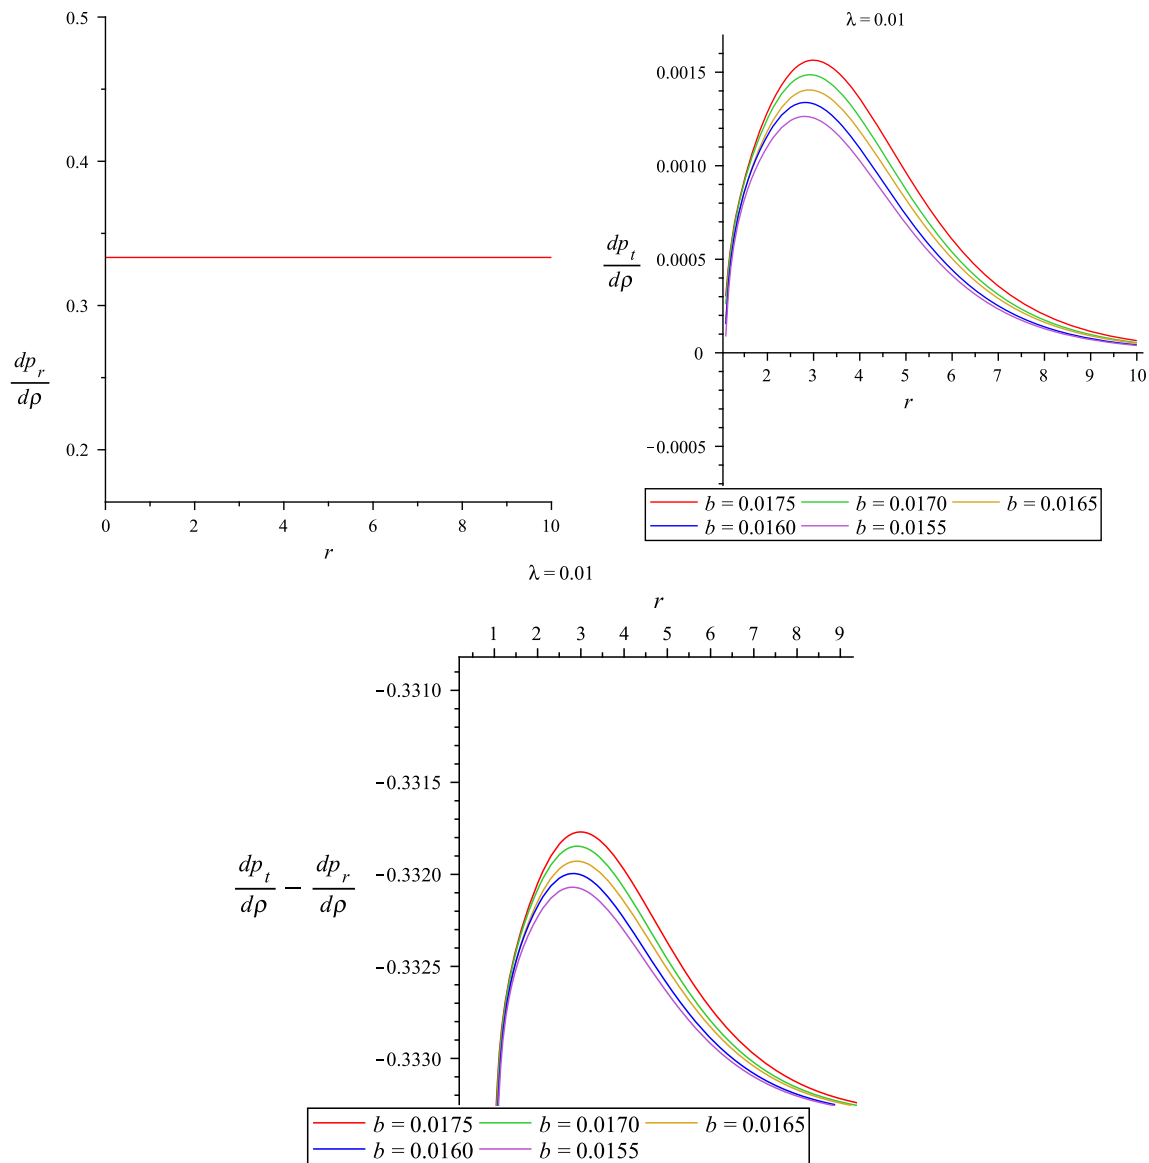 0.5
0.4
0.3
0.2
dp_r
dρ
0 2 4 6 8 10
r
λ = 0.01
0.0015
0.0010
0.0005
0
−0.0005
dp_t
dρ
2 3 4 5 6 7 8 9 10
r
b = 0.0175 b = 0.0170 b = 0.0165
b = 0.0160 b = 0.0155
λ = 0.01
r
1 2 3 4 5 6 7 8 9
−0.3310
−0.3315
−0.3320
−0.3325
−0.3330
dp_t − dp_r
dρ dρ
b = 0.0175 b = 0.0170 b = 0.0165
b = 0.0160 b = 0.0155